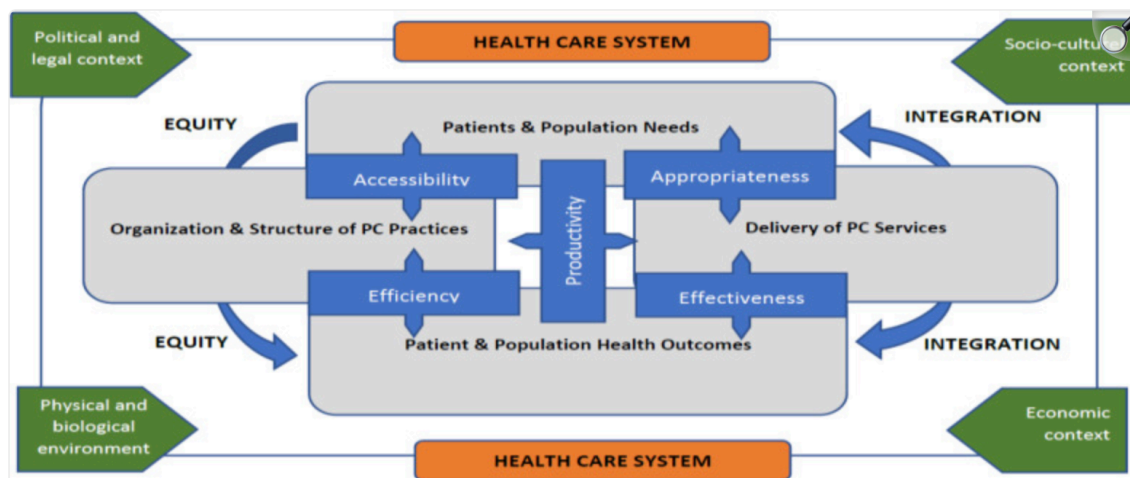 Political and
legal context
HEALTH CARE SYSTEM
Socio-cultur
context
EQUITY
INTEGRATION
Patients & Population Needs
Accessibility
Appropriateness
Productivity
Organization & Structure of PC Practices
Delivery of PC Services
Efficiency
Effectiveness
EQUITY
INTEGRATION
Patient & Population Health Outcomes
Physical and
biological
environment
Economic
context
HEALTH CARE SYSTEM